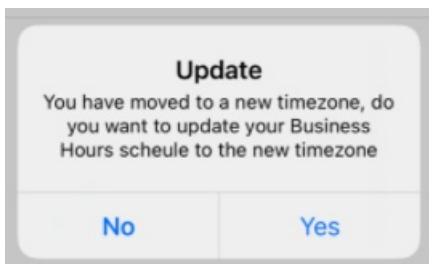 Update
You have moved to a new timezone, do
you want to update your Business
Hours scheule to the new timezone
No
Yes